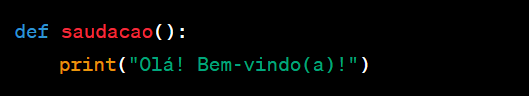 def saudacao():
    print("Olá! Bem-vindo(a)!")